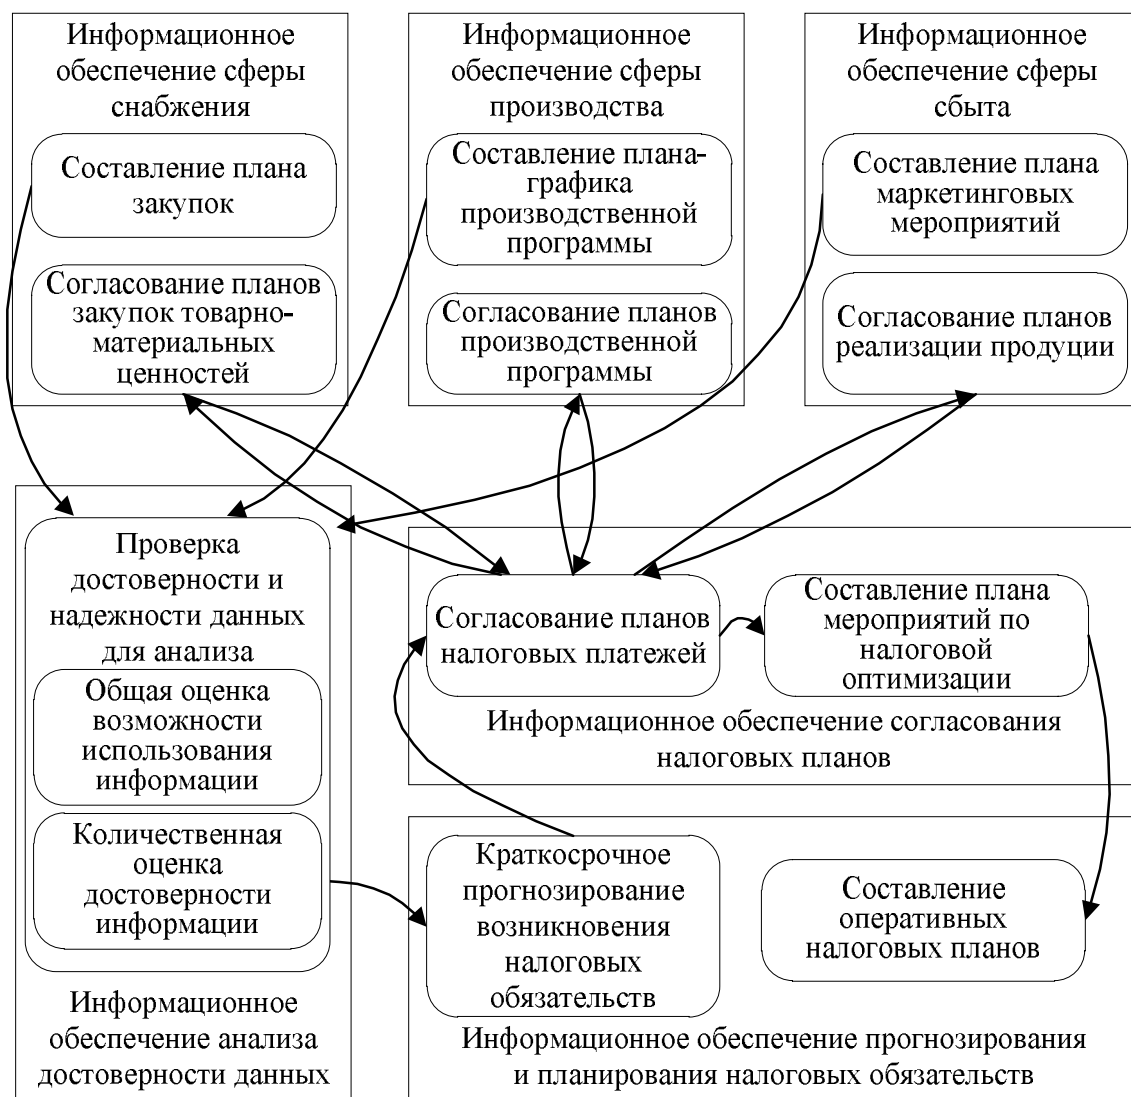 Информационное
обеспечение сферы
снабжения
Составление плана
закупок
Согласование планов
закупок товарно-
материальных
ценностей
Информационное
обеспечение сферы
производства
Составление плана-
графика
производственной
программы
Согласование планов
производственной
программы
Информационное
обеспечение сферы
сбыта
Составление плана
маркетинговых
мероприятий
Согласование планов
реализации продуции
Проверка
достоверности и
надежности данных
для анализа
Общая оценка
возможности
использования
информации
Количественная
оценка
достоверности
информации
Информационное
обеспечение анализа
достоверности данных
Согласование планов
налоговых платежей
Составление плана
мероприятий по
налоговой
оптимизации
Информационное обеспечение согласования
налоговых планов
Краткосрочное
прогнозирование
возникновения
налоговых
обязательств
Составление
оперативных
налоговых планов
Информационное обеспечение прогнозирования
и планирования налоговых обязательств